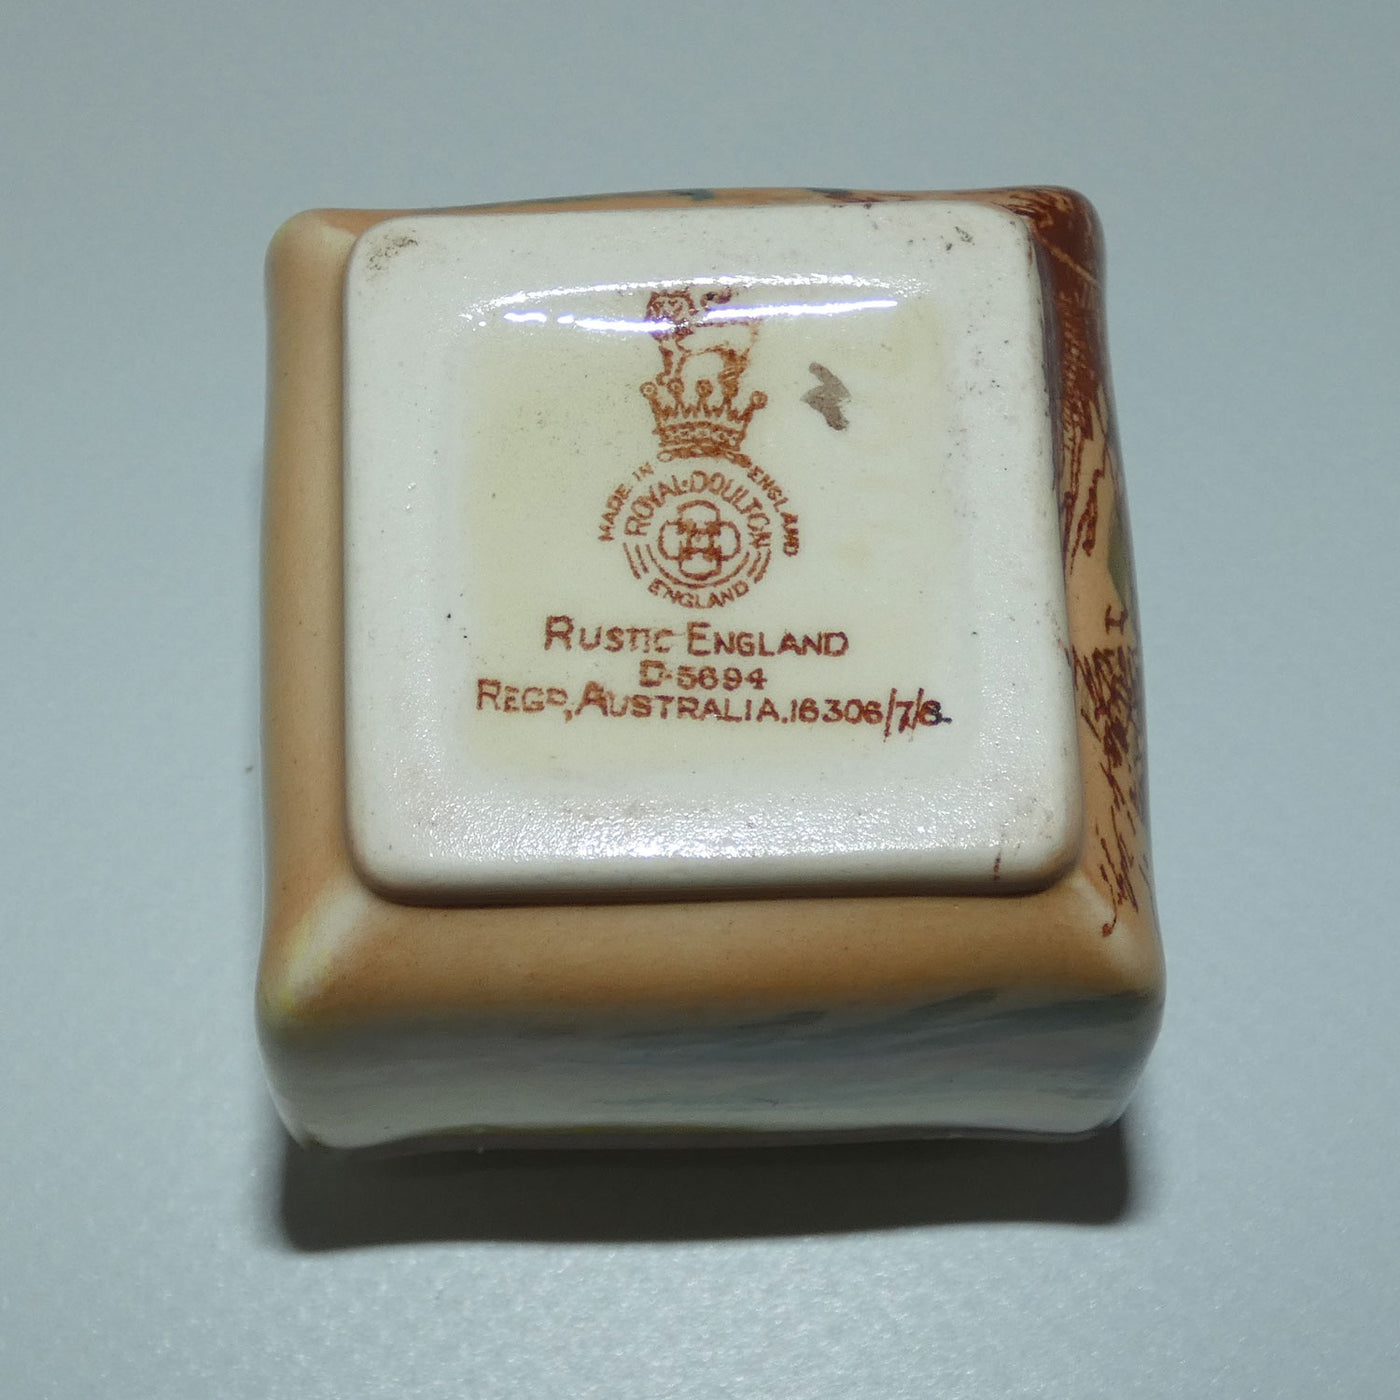 MADE IN ENGLAND
ROYAL·DOULTON
ENGLAND
RUSTIC ENGLAND
D·5694
REGD, AUSTRALIA.16306/7/8.